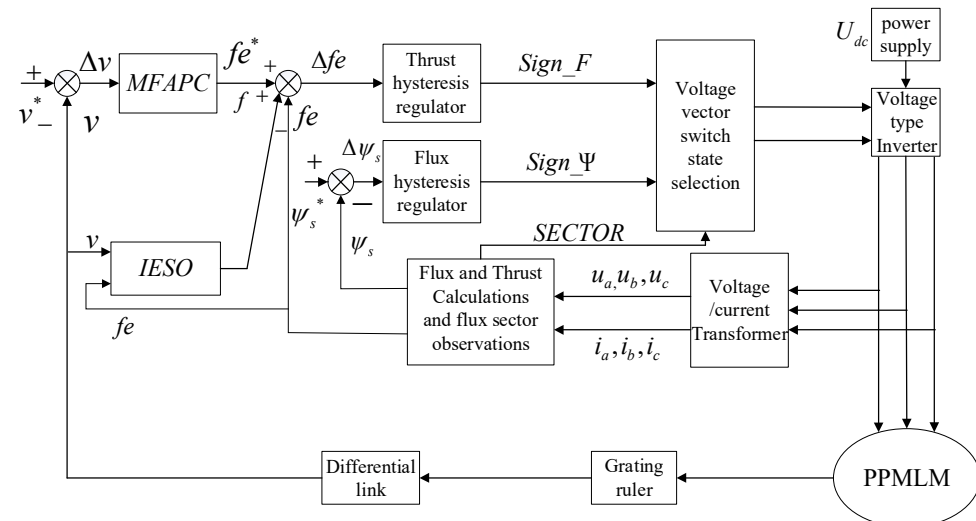 U_dc
power
supply
+
v*
−
Δv
v
MFAPC
fe*
+
f
+
−
fe
Δfe
Thrust
hysteresis
regulator
Sign_F
Voltage
vector
switch
state
selection
Voltage
type
Inverter
+
ψ_s*
−
Δψ_s
ψ_s
Flux
hysteresis
regulator
Sign_Ψ
SECTOR
v
IESO
fe
Flux and Thrust
Calculations
and flux sector
observations
u_a,u_b,u_c
i_a,i_b,i_c
Voltage
/current
Transformer
Differential
link
Grating
ruler
PPMLM